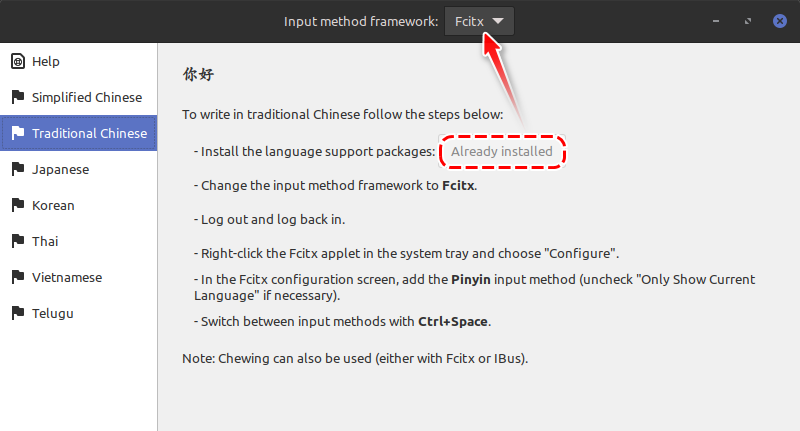 Input method framework: Fcitx
Help
Simplified Chinese
Traditional Chinese
Japanese
Korean
Thai
Vietnamese
Telugu
你好
To write in traditional Chinese follow the steps below:
- Install the language support packages: Already installed
- Change the input method framework to Fcitx.
- Log out and log back in.
- Right-click the Fcitx applet in the system tray and choose "Configure".
- In the Fcitx configuration screen, add the Pinyin input method (uncheck "Only Show Current
Language" if necessary).
- Switch between input methods with Ctrl+Space.
Note: Chewing can also be used (either with Fcitx or IBus).